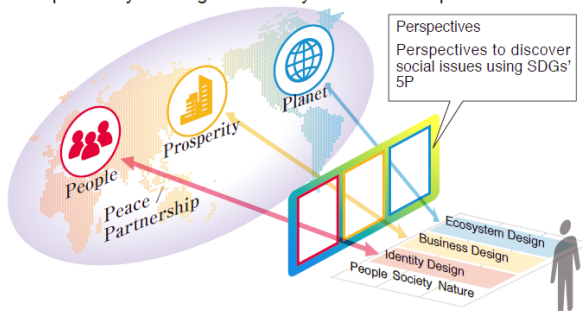 Perspectives
Perspectives to discover
social issues using SDGs'
5P
Planet
Prosperity
People
Peace /
Partnership
Ecosystem Design
Business Design
Identity Design
People Society Nature